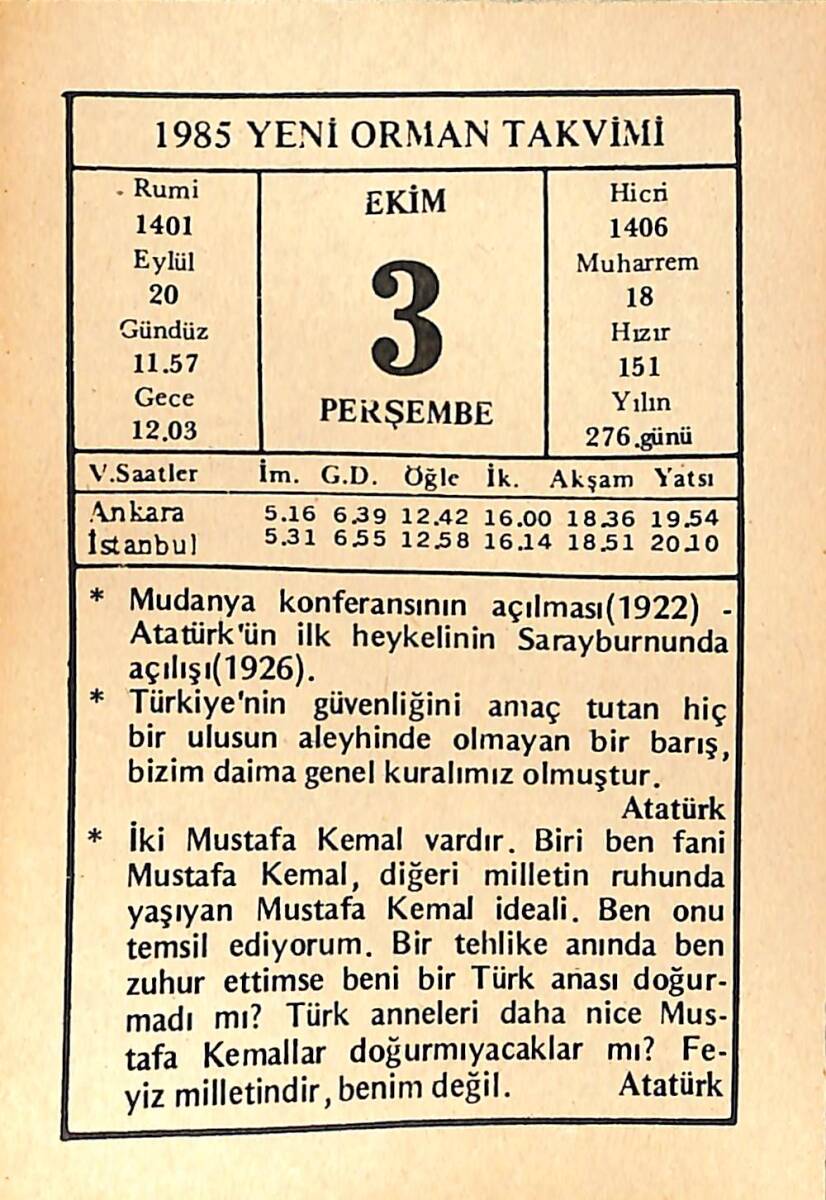 1985 YENİ ORMAN TAKVİMİ
Rumi
1401
Eylül
20
Gündüz
11.57
Gece
12.03
EKİM
3
PERŞEMBE
Hicri
1406
Muharrem
18
Hızır
151
Yılın
276.günü
V.Saatler İm. G.D. Öğle İk. Akşam Yatsı
Ankara 5.16 6.39 12.42 16.00 18.36 19.54
İstanbul 5.31 6.55 12.58 16.14 18.51 20.10
* Mudanya konferansının açılması(1922) -
Atatürk'ün ilk heykelinin Sarayburnunda
açılışı(1926).
* Türkiye'nin güvenliğini amaç tutan hiç
bir ulusun aleyhinde olmayan bir barış,
bizim daima genel kuralımız olmuştur.
Atatürk
* İki Mustafa Kemal vardır. Biri ben fani
Mustafa Kemal, diğeri milletin ruhunda
yaşıyan Mustafa Kemal ideali. Ben onu
temsil ediyorum. Bir tehlike anında ben
zuhur ettimse beni bir Türk anası doğur-
madı mı? Türk anneleri daha nice Mus-
tafa Kemallar doğurmıyacaklar mı? Fe-
yiz milletindir, benim değil. Atatürk